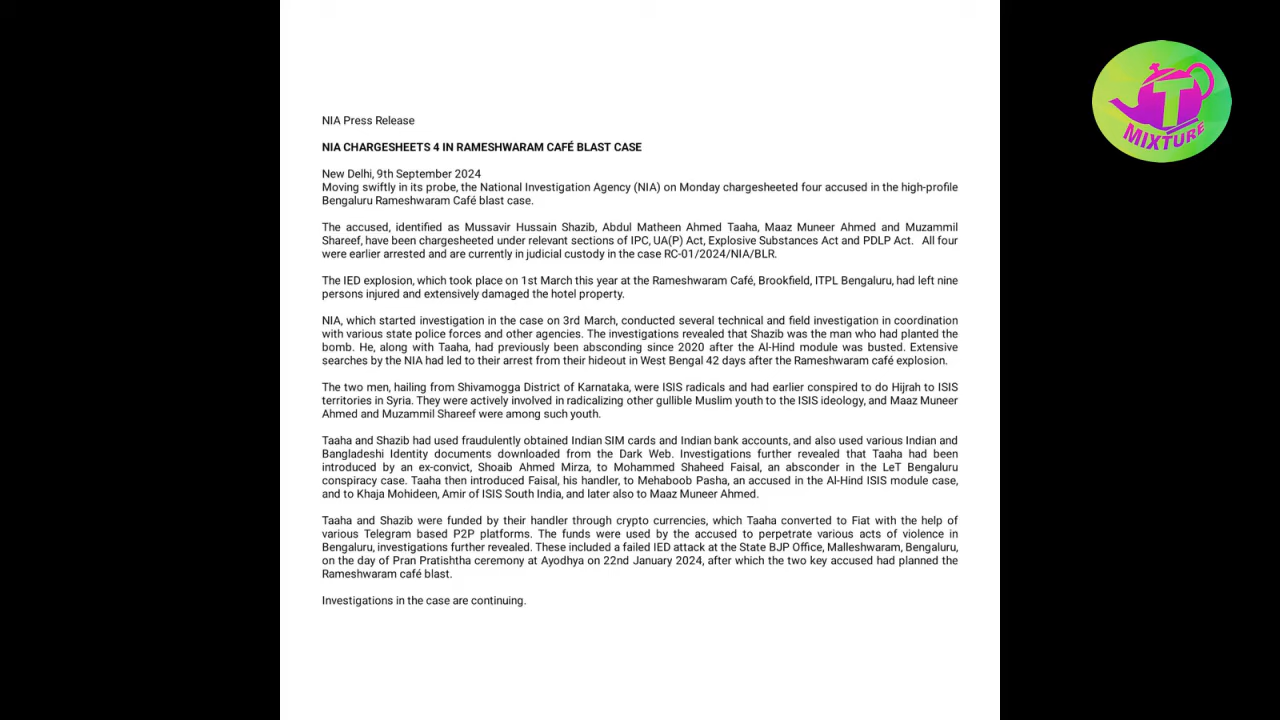 NIA Press Release
NIA CHARGESHEETS 4 IN RAMESHWARAM CAFÉ BLAST CASE
New Delhi, 9th September 2024
Moving swiftly in its probe, the National Investigation Agency (NIA) on Monday chargesheeted four accused in the high-profile
Bengaluru Rameshwaram Café blast case.
The accused, identified as Mussavir Hussain Shazib, Abdul Matheen Ahmed Taaha, Maaz Muneer Ahmed and Muzammil
Shareef, have been chargesheeted under relevant sections of IPC, UA(P) Act, Explosive Substances Act and PDLP Act. All four
were earlier arrested and are currently in judicial custody in the case RC-01/2024/NIA/BLR.
The IED explosion, which took place on 1st March this year at the Rameshwaram Café, Brookfield, ITPL Bengaluru, had left nine
persons injured and extensively damaged the hotel property.
NIA, which started investigation in the case on 3rd March, conducted several technical and field investigation in coordination
with various state police forces and other agencies. The investigations revealed that Shazib was the man who had planted the
bomb. He, along with Taaha, had previously been absconding since 2020 after the Al-Hind module was busted. Extensive
searches by the NIA had led to their arrest from their hideout in West Bengal 42 days after the Rameshwaram café explosion.
The two men, hailing from Shivamogga District of Karnataka, were ISIS radicals and had earlier conspired to do Hijrah to ISIS
territories in Syria. They were actively involved in radicalizing other gullible Muslim youth to the ISIS ideology, and Maaz Muneer
Ahmed and Muzammil Shareef were among such youth.
Taaha and Shazib had used fraudulently obtained Indian SIM cards and Indian bank accounts, and also used various Indian and
Bangladeshi Identity documents downloaded from the Dark Web. Investigations further revealed that Taaha had been
introduced by an ex-convict, Shoaib Ahmed Mirza, to Mohammed Shaheed Faisal, an absconder in the LeT Bengaluru
conspiracy case. Taaha then introduced Faisal, his handler, to Mehaboob Pasha, an accused in the Al-Hind ISIS module case,
and to Khaja Mohideen, Amir of ISIS South India, and later also to Maaz Muneer Ahmed.
Taaha and Shazib were funded by their handler through crypto currencies, which Taaha converted to Fiat with the help of
various Telegram based P2P platforms. The funds were used by the accused to perpetrate various acts of violence in
Bengaluru, investigations further revealed. These included a failed IED attack at the State BJP Office, Malleshwaram, Bengaluru,
on the day of Pran Pratishtha ceremony at Ayodhya on 22nd January 2024, after which the two key accused had planned the
Rameshwaram café blast.
Investigations in the case are continuing.
T
MIXTURE